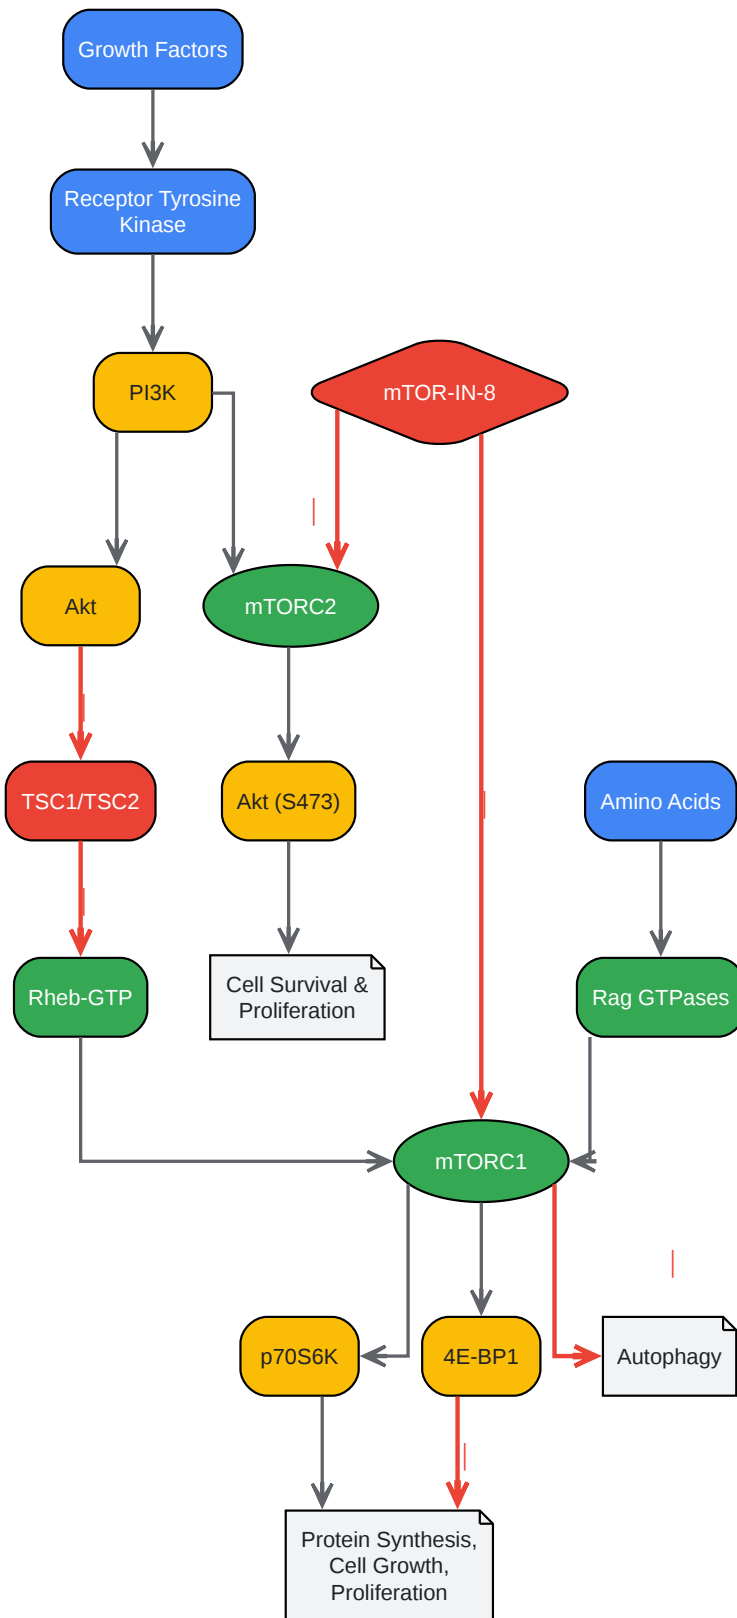 Growth Factors
Receptor Tyrosine
Kinase
PI3K
mTOR-IN-8
Akt
mTORC2
TSC1/TSC2
Akt (S473)
Amino Acids
Rheb-GTP
Cell Survival &
Proliferation
Rag GTPases
mTORC1
p70S6K
4E-BP1
Autophagy
Protein Synthesis,
Cell Growth,
Proliferation